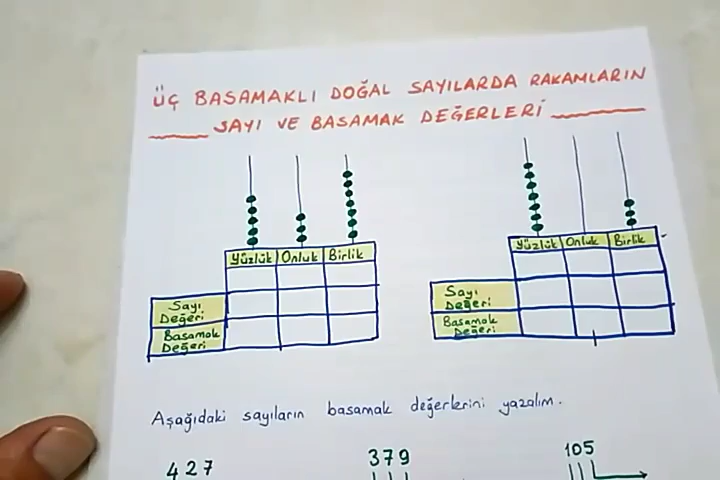 ÜÇ BASAMAKLI DOĞAL SAYILARDA RAKAMLARIN
SAYI VE BASAMAK DEĞERLERİ
Yüzlük Onluk Birlik
Sayı
Değeri
Basamak
Değeri
Yüzlük Onluk Birlik
Sayı
Değeri
Basamak
Değeri
Aşağıdaki sayıların basamak değerlerini yazalım.
427 379 105